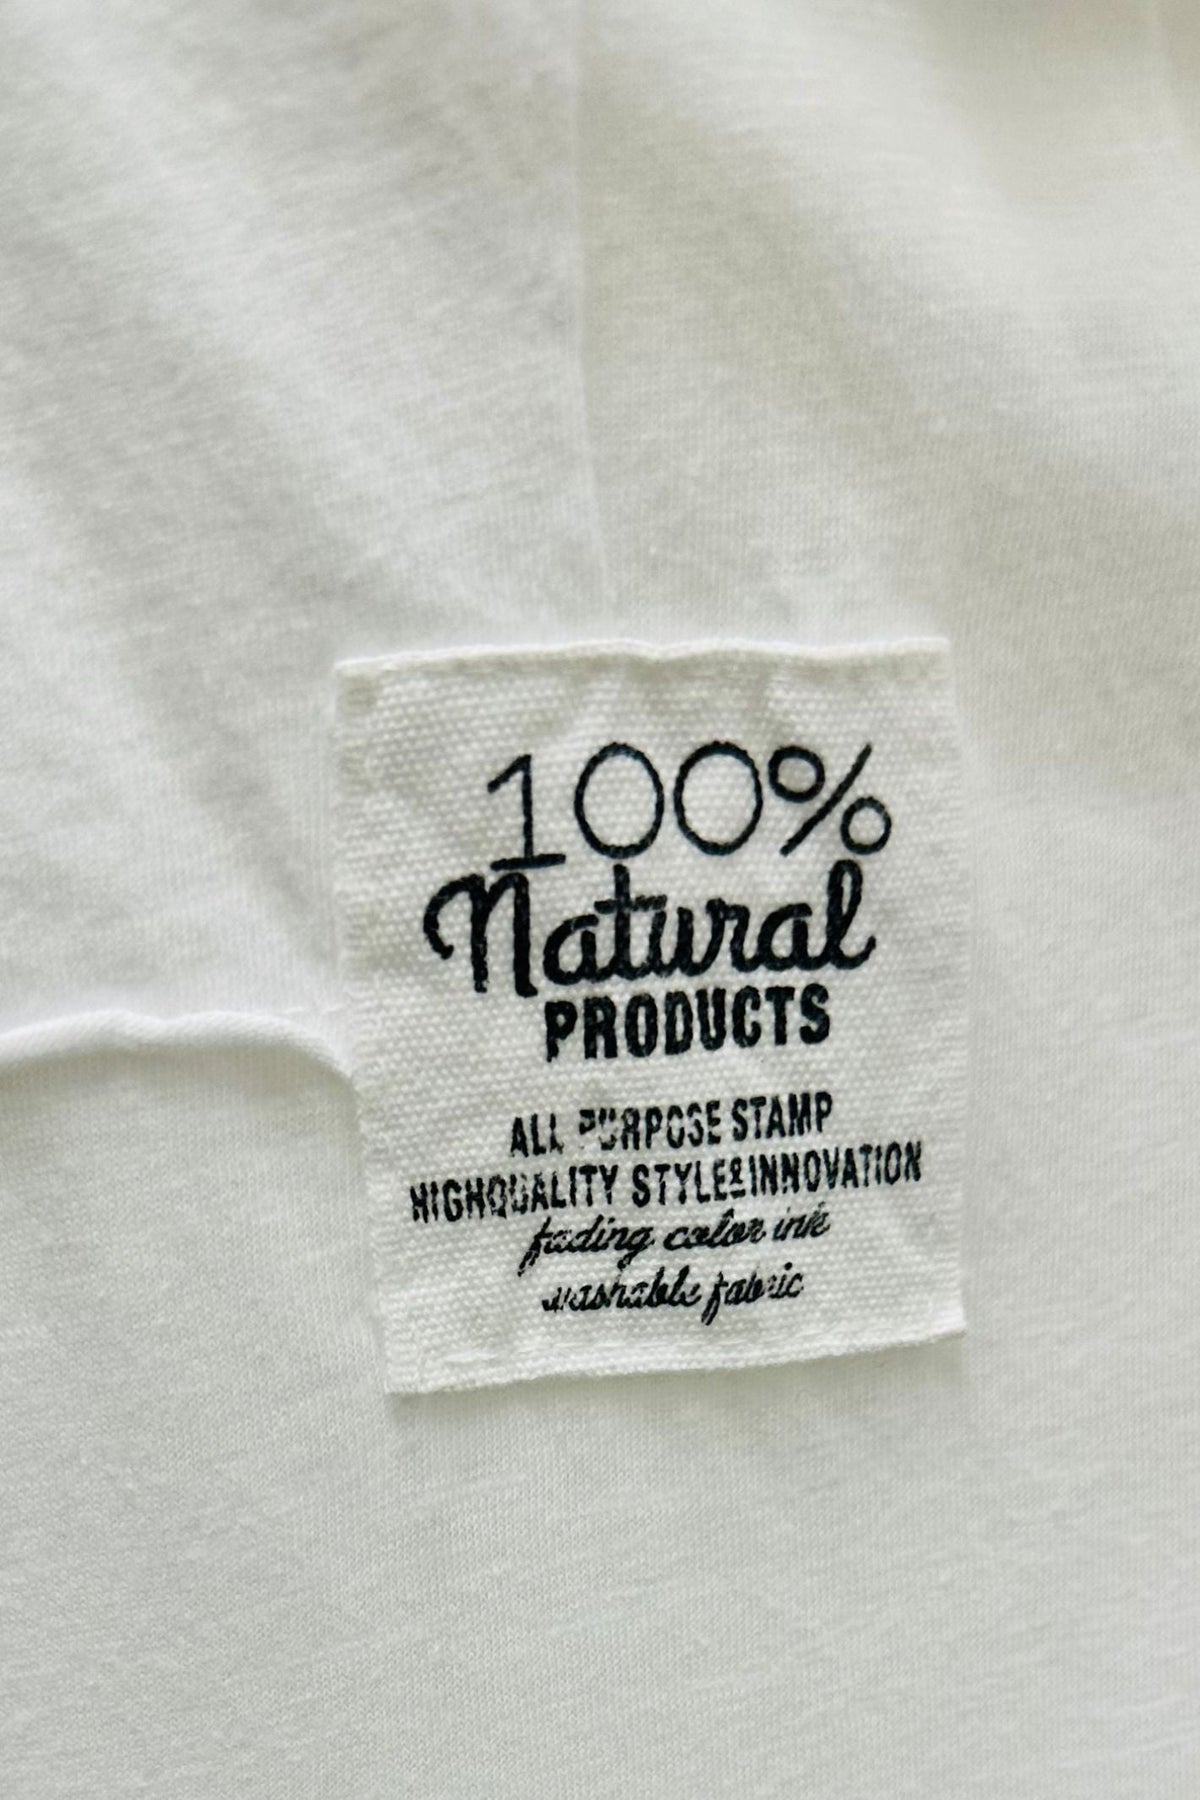 100%
Natural
PRODUCTS
ALL PURPOSE STAMP
HIGHQUALITY STYLE&INNOVATION
fading color ink
washable fabric